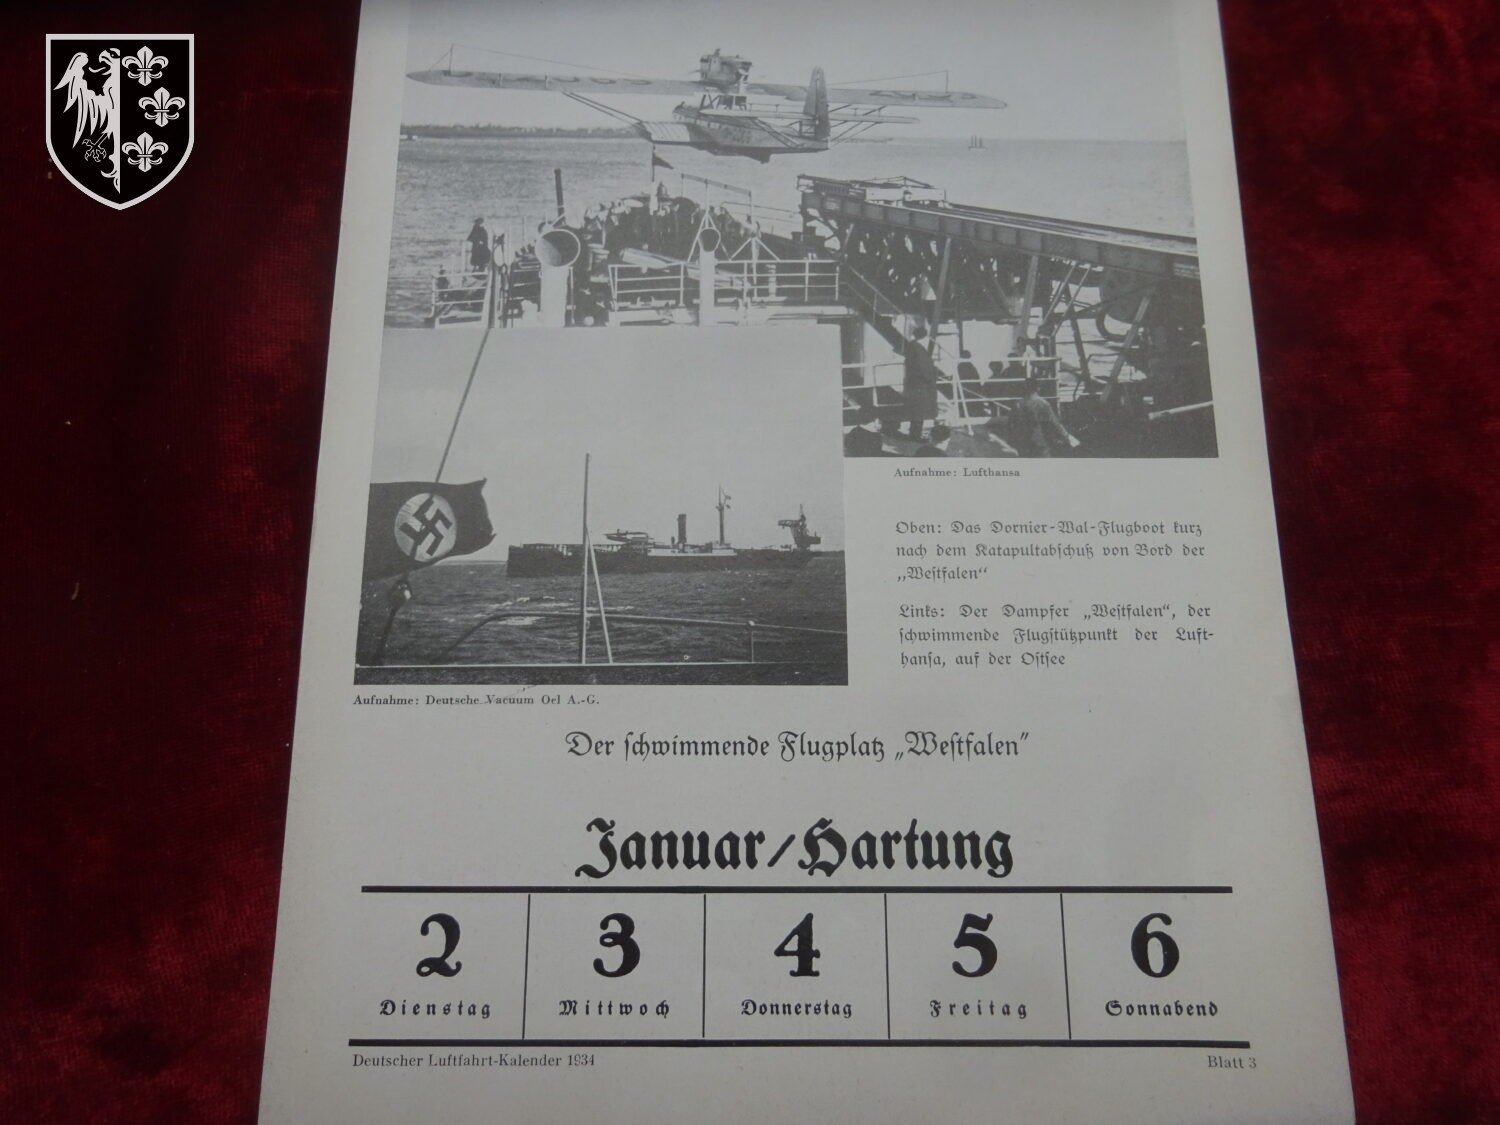 Aufnahme: Lufthansa
Oben: Das Dornier-Wal-Flugboot kurz
nach dem Katapultabschuß von Bord der
„Westfalen“
Links: Der Dampfer „Westfalen“, der
schwimmende Flugstützpunkt der Luft-
hansa, auf der Ostsee
Aufnahme: Deutsche Vacuum Oel A.-G.
Der schwimmende Flugplatz „Westfalen“
Januar/Hartung
2 3 4 5 6
Dienstag Mittwoch Donnerstag Freitag Sonnabend
Deutscher Luftfahrt-Kalender 1934 Blatt 3